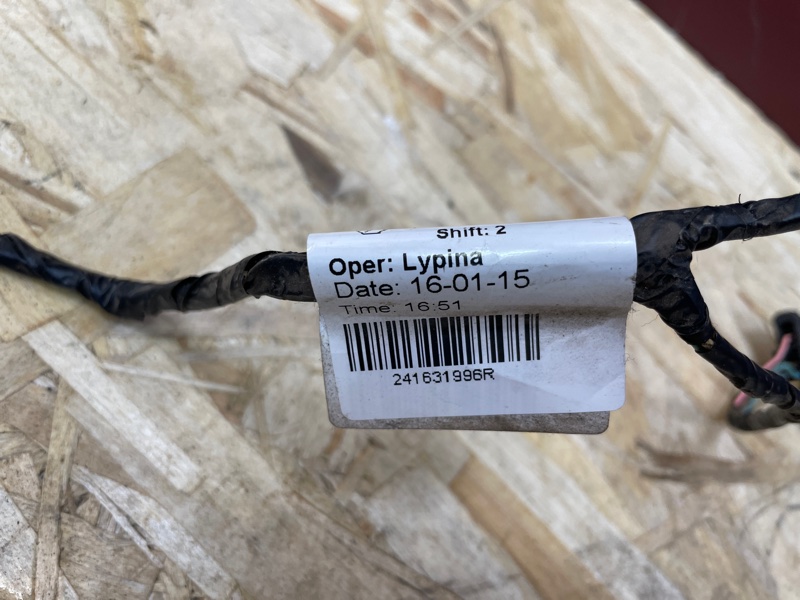 Shift: 2
Oper: Lypina
Date: 16-01-15
Time: 16:51
241631996R